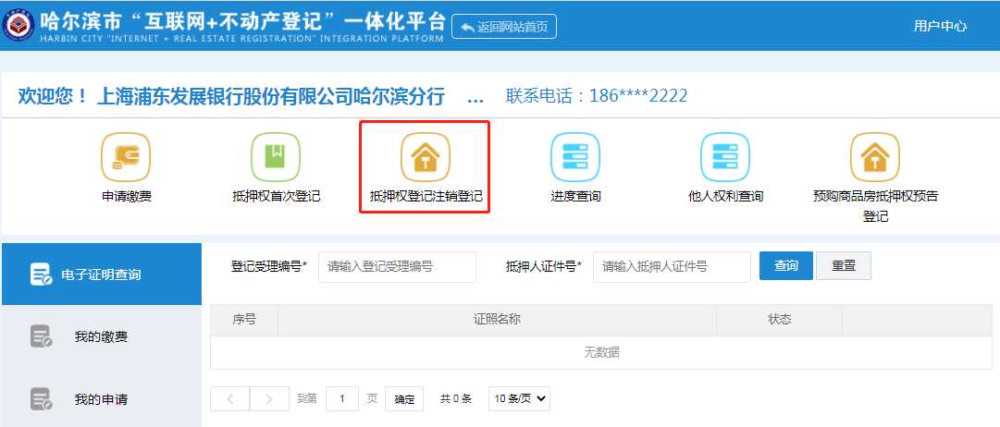 哈尔滨市“互联网+不动产登记”一体化平台
HARBIN CITY "INTERNET + REAL ESTATE REGISTRATION" INTEGRATION PLATFORM
返回网站首页
用户中心
欢迎您！ 上海浦东发展银行股份有限公司哈尔滨分行 ... 联系电话：186****2222
申请缴费
抵押权首次登记
抵押权登记注销登记
进度查询
他人权利查询
预购商品房抵押权预告
登记
电子证明查询
我的缴费
我的申请
登记受理编号* 请输入登记受理编号 抵押人证件号* 请输入抵押人证件号 查询 重置
序号 证照名称 状态
无数据
到第 1 页 确定 共 0 条 10 条/页